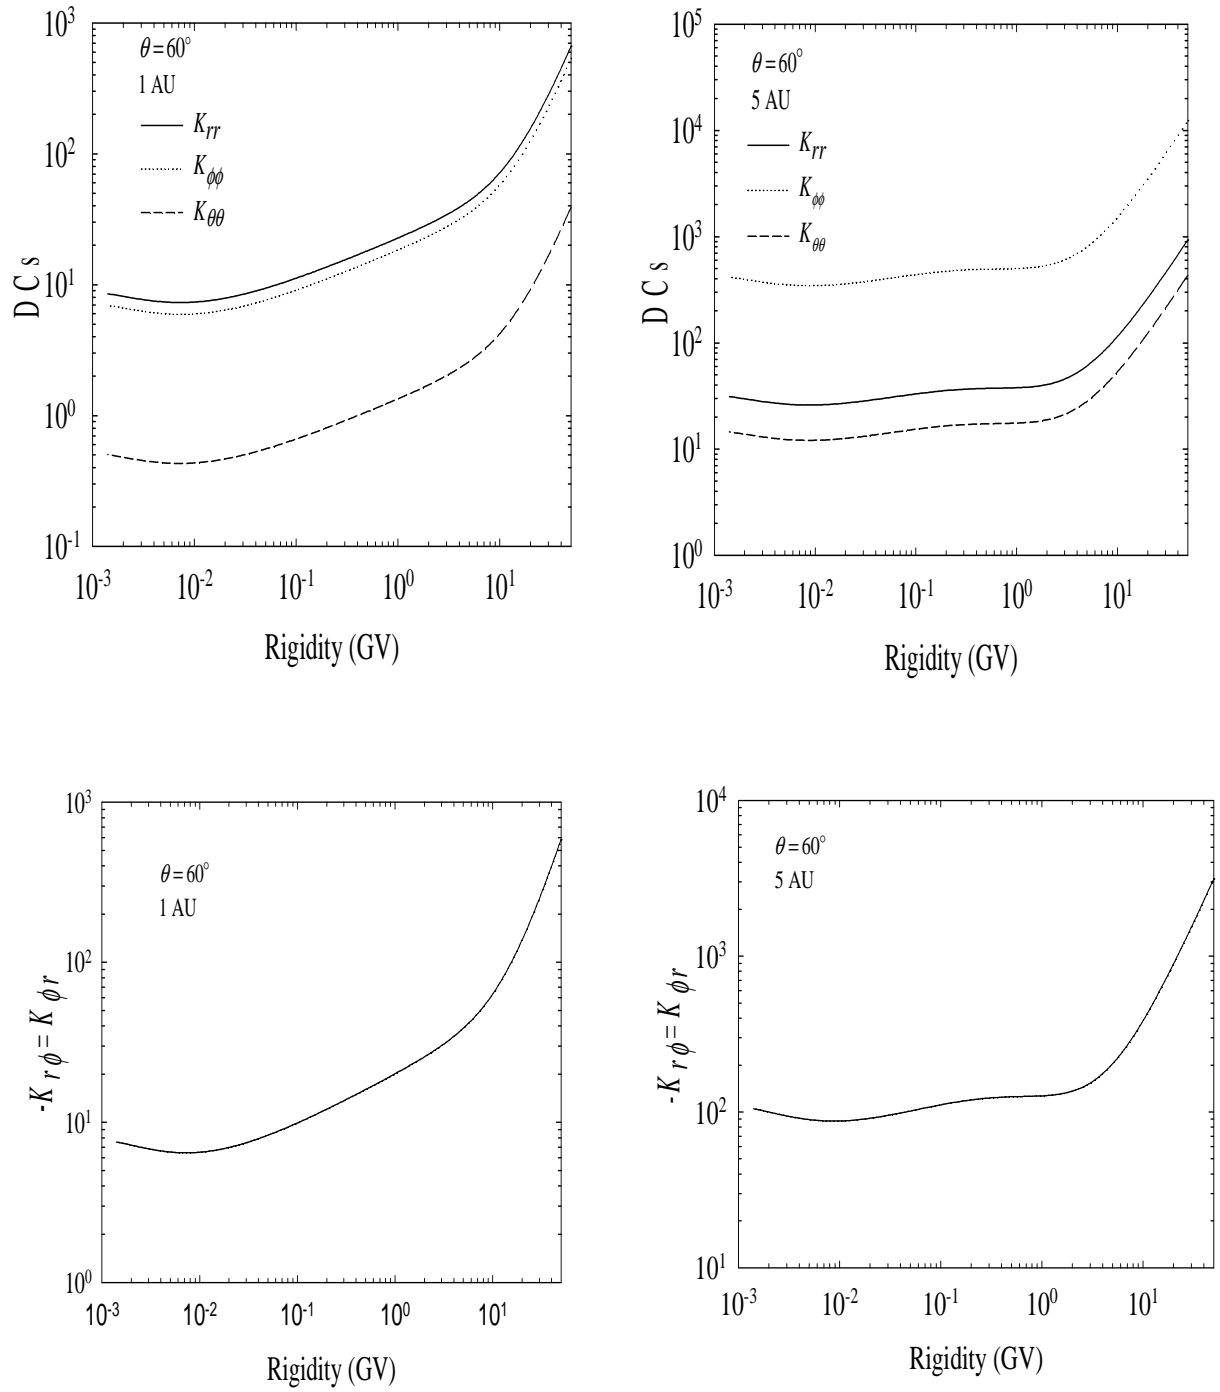 θ = 60°
1 AU
K_rr
K_ϕϕ
K_θθ
10^3
10^2
10^1
10^0
10^-1
D C s
10^-3 10^-2 10^-1 10^0 10^1
Rigidity (GV)
θ = 60°
5 AU
K_rr
K_ϕϕ
K_θθ
10^5
10^4
10^3
10^2
10^1
10^0
D C s
10^-3 10^-2 10^-1 10^0 10^1
Rigidity (GV)
θ = 60°
1 AU
10^3
10^2
10^1
10^0
-K_rϕ = K_ϕr
10^-3 10^-2 10^-1 10^0 10^1
Rigidity (GV)
θ = 60°
5 AU
10^4
10^3
10^2
10^1
-K_rϕ = K_ϕr
10^-3 10^-2 10^-1 10^0 10^1
Rigidity (GV)